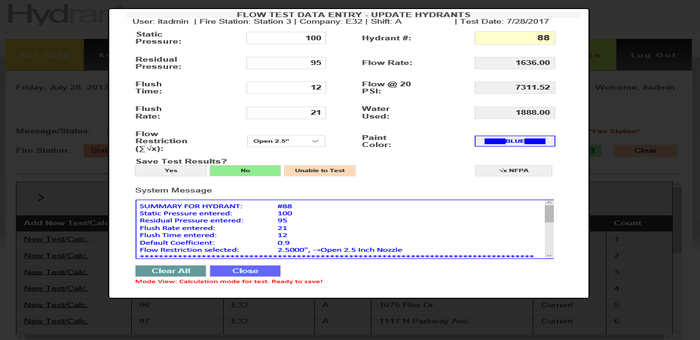 Hydran
FLOW TEST DATA ENTRY - UPDATE HYDRANTS
User: itadmin | Fire Station: Station 3 | Company: E32 | Shift: A | Test Date: 7/28/2017
Static Pressure: 100 Hydrant #: 88
Residual Pressure: 95 Flow Rate: 1636.00
Flush Time: 12 Flow @ 20 PSI: 7311.52
Flush Rate: 21 Water Used: 1888.00
Flow Restriction (∑√x): Open 2.5" Paint Color: BLUE
Save Test Results?
Yes No Unable to Test √x NFPA
System Message
SUMMARY FOR HYDRANT: #88
Static Pressure entered: 100
Residual Pressure entered: 95
Flush Rate entered: 21
Flush Time entered: 12
Default Coefficient: 0.9
Flow Restriction selected: 2.5000", →Open 2.5 Inch Nozzle
Clear All Close
Mode View: Calculation mode for test. Ready to save!
Log Out
Friday, July 28, 2017
Welcome, itadmin
Message/Status:
"Fire Station"
Fire Station: 3 Clear
>
Add New Test/Calc Count
New Test/Calc. 1
New Test/Calc. 2
New Test/Calc. 3
New Test/Calc. 4
New Test/Calc. 96 E32 A 1075 Flex Dr Current 5
New Test/Calc. 97 E32 A 1117 N Parkway Ave Current 6